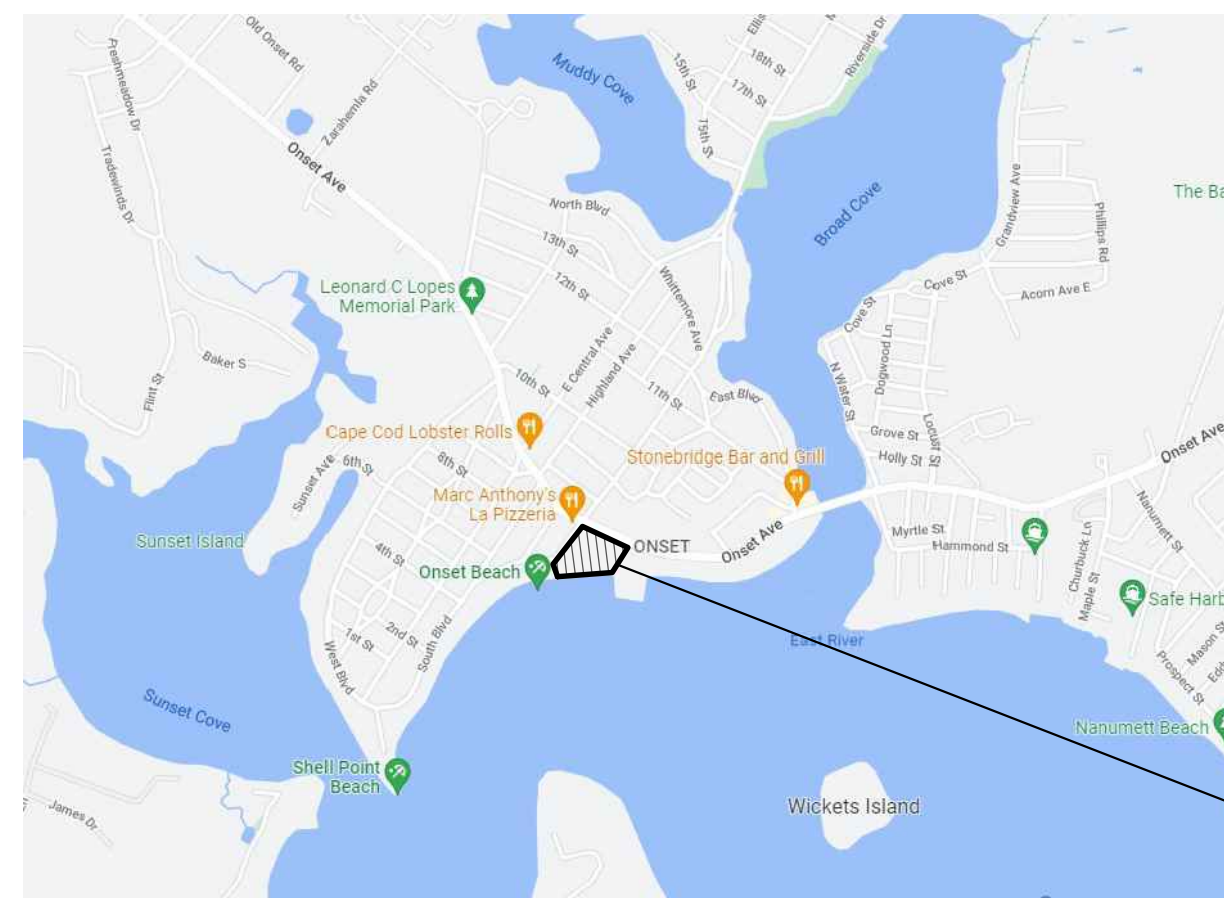 Old Onset Rd
Freshmeadow Dr
Zarahemla Rd
Tradewinds Dr
Onset Ave
Muddy Cove
15th St
Ellis
18th St
17th St
Riverside Dr
15th St
Broad Cove
Grandview Ave
Phillips Rd
The Ba
North Blvd
13th St
12th St
Whittemore Ave
Leonard C Lopes
Memorial Park
Cove St
Cove St
Acorn Ave E
Dogwood Ln
N Water St
Locust St
Baker S
Flint St
E Central Ave
Highland Ave
10th St
11th St
East Blvd
Cape Cod Lobster Rolls
Grove St
Holly St
Onset Ave
Stonebridge Bar and Grill
Sunset Ave
6th St
8th St
Marc Anthony's
La Pizzeria
Myrtle St
Hammond St
Nanumett St
Churbuck Ln
Maple St
Sunset Island
4th St
Onset Beach
ONSET
Onset Ave
Safe Harb
Mason S
Edd
Prospect St
1st St
2nd St
South Blvd
West Blvd
East River
Sunset Cove
Nanumett Beach
Shell Point
Beach
Wickets Island
James Dr